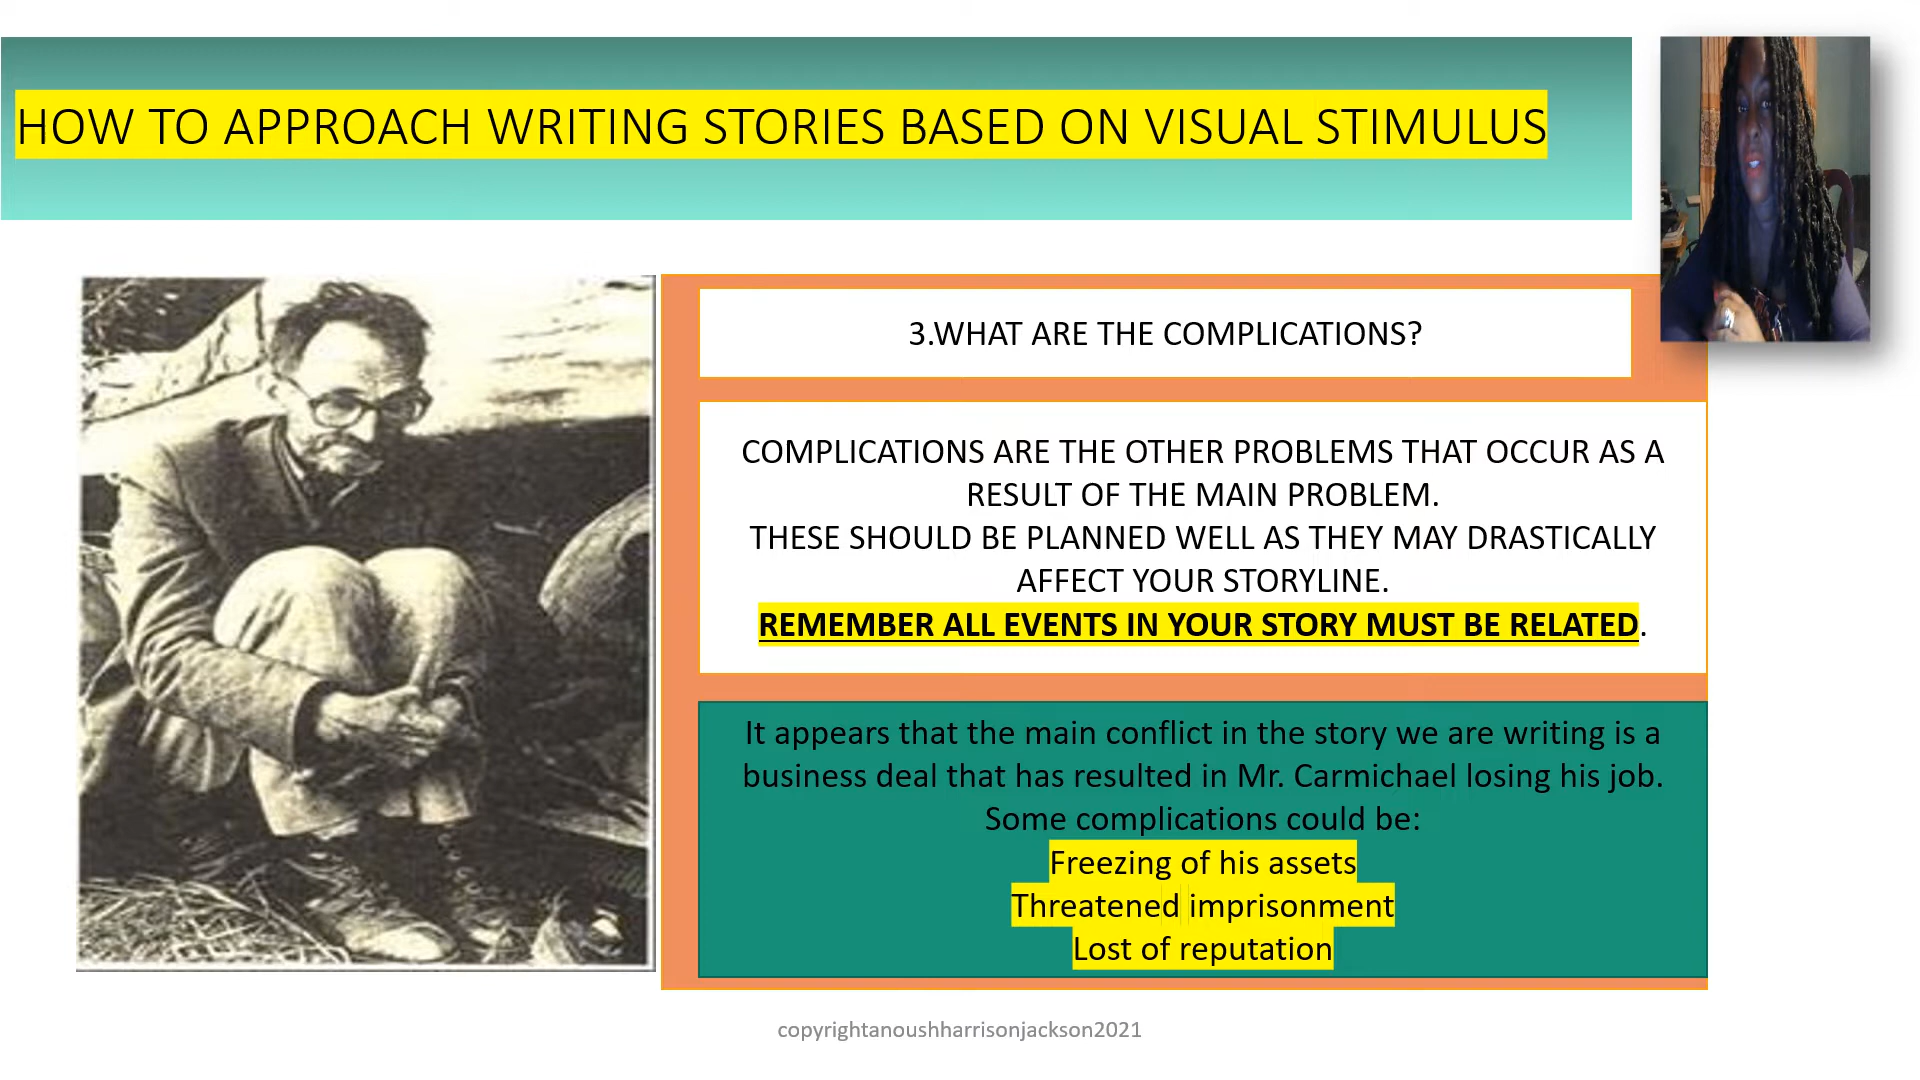 HOW TO APPROACH WRITING STORIES BASED ON VISUAL STIMULUS
3.WHAT ARE THE COMPLICATIONS?
COMPLICATIONS ARE THE OTHER PROBLEMS THAT OCCUR AS A
RESULT OF THE MAIN PROBLEM.
THESE SHOULD BE PLANNED WELL AS THEY MAY DRASTICALLY
AFFECT YOUR STORYLINE.
REMEMBER ALL EVENTS IN YOUR STORY MUST BE RELATED.
It appears that the main conflict in the story we are writing is a
business deal that has resulted in Mr. Carmichael losing his job.
Some complications could be:
Freezing of his assets
Threatened imprisonment
Lost of reputation
copyrightanoushharrisonjackson2021